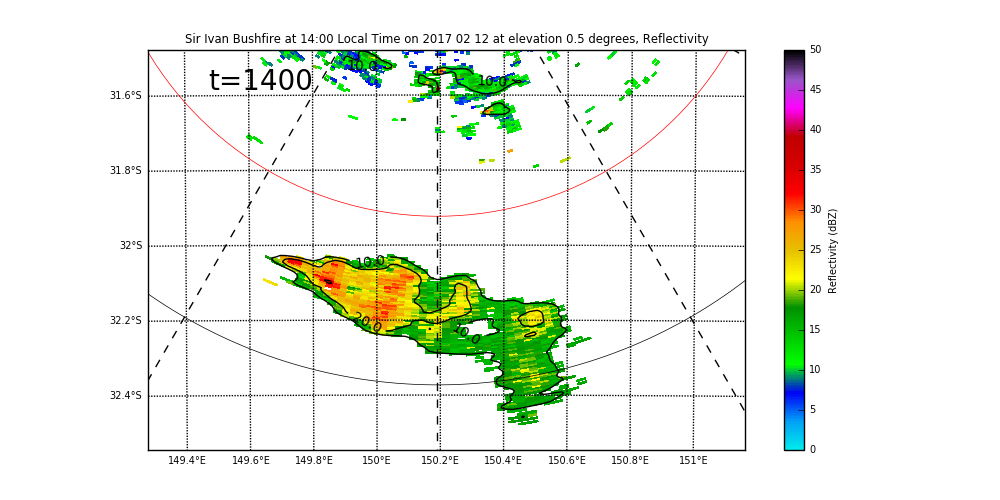 Sir Ivan Bushfire at 14:00 Local Time on 2017 02 12 at elevation 0.5 degrees, Reflectivity
t=1400
10.0
10.0
31.6°S
31.8°S
32°S
32.2°S
32.4°S
10.0
20.0
149.4°E 149.6°E 149.8°E 150°E 150.2°E 150.4°E 150.6°E 150.8°E 151°E
50
45
40
35
30
25
20
15
10
5
0
Reflectivity (dBZ)